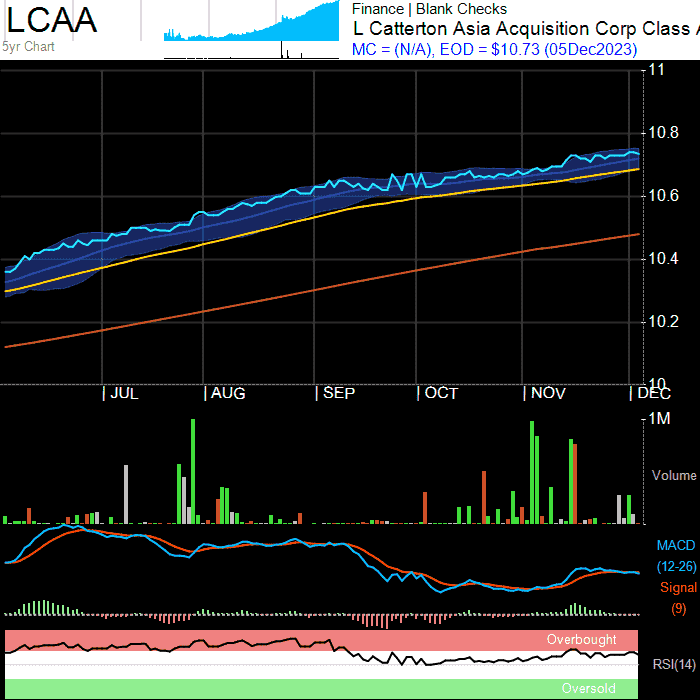 LCAA
5yr Chart
Finance | Blank Checks
L Catterton Asia Acquisition Corp Class A
MC = (N/A), EOD = $10.73 (05Dec2023)
11
10.8
10.6
10.4
10.2
10
| JUL | AUG | SEP | OCT | NOV | DEC
1M
Volume
MACD
(12-26)
Signal
(9)
Overbought
RSI(14)
Oversold